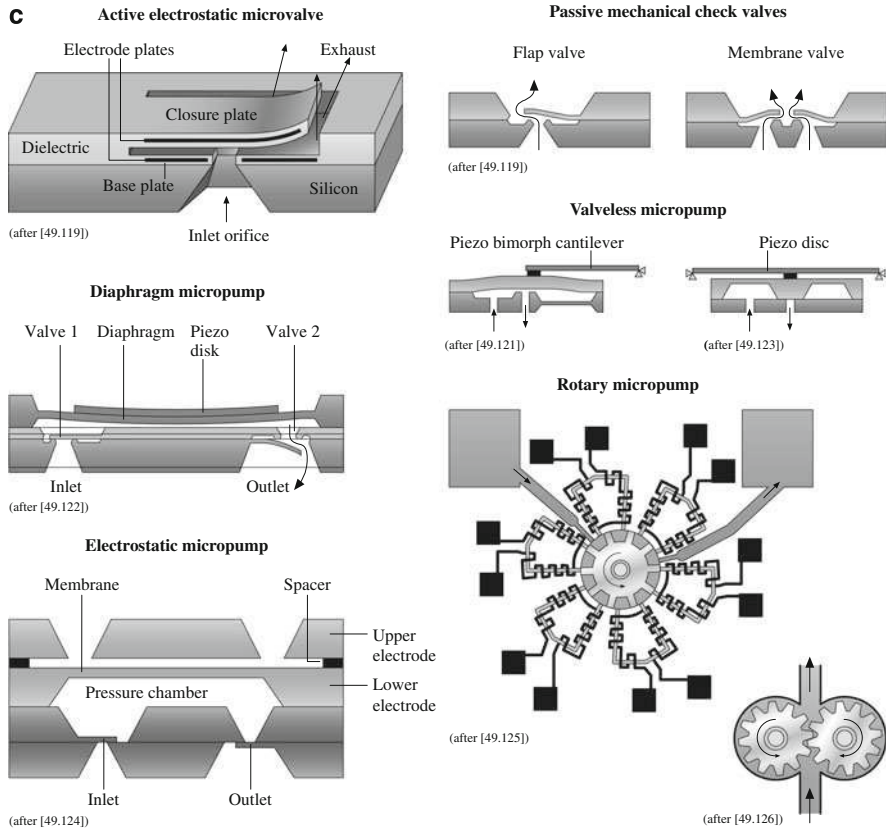 c
Active electrostatic microvalve
Electrode plates
Exhaust
Closure plate
Dielectric
Base plate
Silicon
(after [49.119])
Inlet orifice
Diaphragm micropump
Valve 1
Diaphragm
Piezo
disk
Valve 2
Inlet
Outlet
(after [49.122])
Electrostatic micropump
Membrane
Spacer
Upper
electrode
Pressure chamber
Lower
electrode
Inlet
Outlet
(after [49.124])
Passive mechanical check valves
Flap valve
Membrane valve
(after [49.119])
Valveless micropump
Piezo bimorph cantilever
Piezo disc
(after [49.121])
(after [49.123])
Rotary micropump
(after [49.125])
(after [49.126])